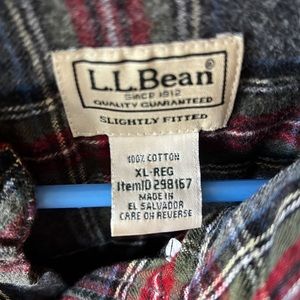 L.L.Bean
SINCE 1912
QUALITY GUARANTEED
SLIGHTLY FITTED
100% COTTON
XL-REG
ItemID 298167
MADE IN
EL SALVADOR
CARE ON REVERSE